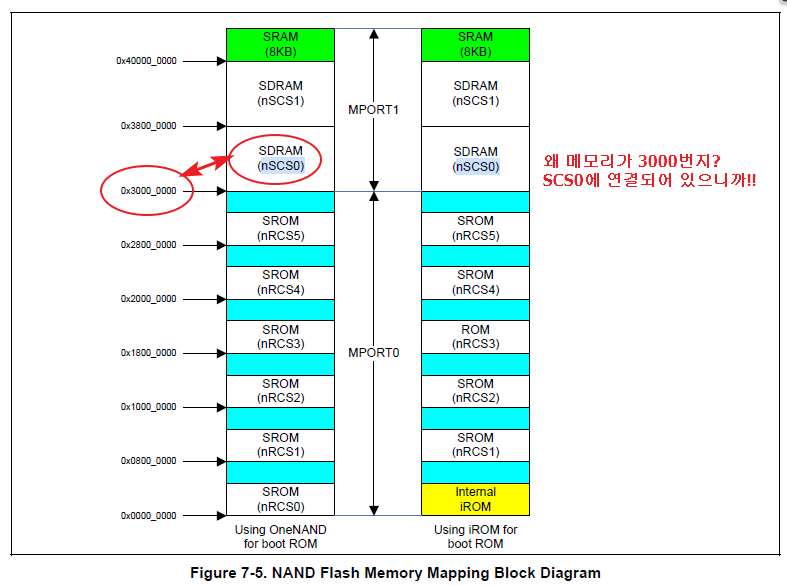 SRAM
(8KB)
SRAM
(8KB)
0x40000_0000
SDRAM
(nSCS1)
MPORT1
SDRAM
(nSCS1)
0x3800_0000
SDRAM
(nSCS0)
SDRAM
(nSCS0)
왜 메모리가 3000번지?
SCS0에 연결되어 있으니까!!
0x3000_0000
SROM
(nRCS5)
SROM
(nRCS5)
0x2800_0000
SROM
(nRCS4)
SROM
(nRCS4)
0x2000_0000
SROM
(nRCS3)
ROM
(nRCS3)
0x1800_0000
MPORT0
SROM
(nRCS2)
SROM
(nRCS2)
0x1000_0000
SROM
(nRCS1)
SROM
(nRCS1)
0x0800_0000
SROM
(nRCS0)
Internal
iROM
0x0000_0000
Using OneNAND
for boot ROM
Using iROM for
boot ROM
Figure 7-5. NAND Flash Memory Mapping Block Diagram